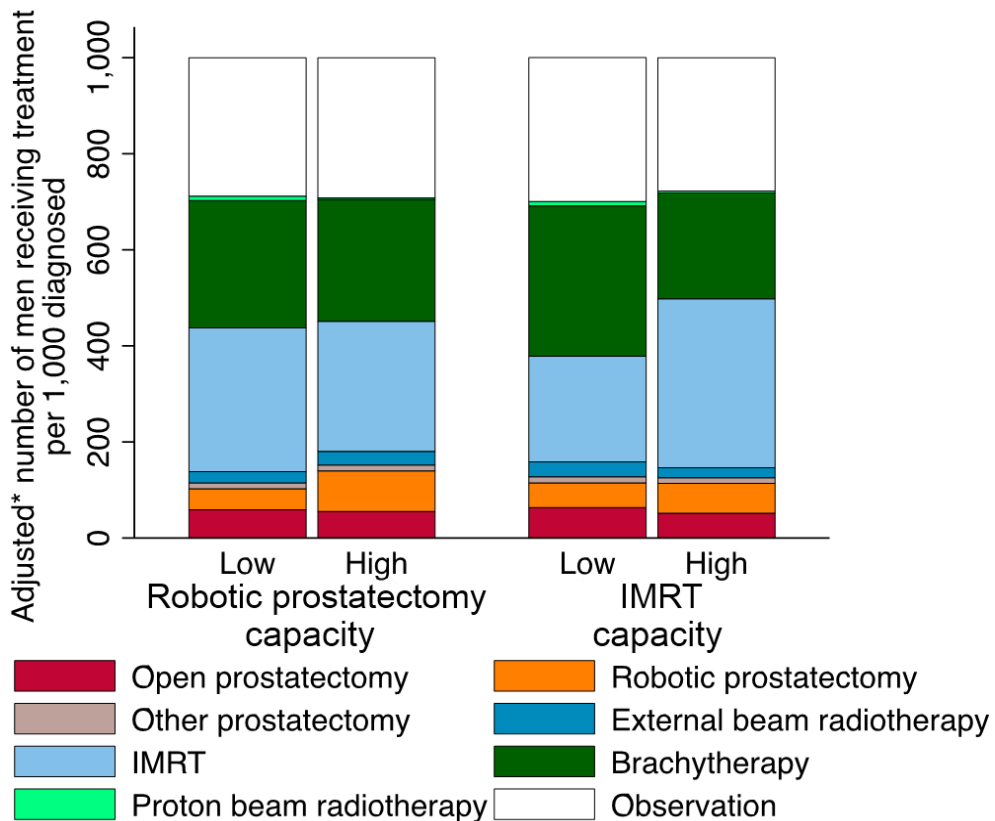 Adjusted* number of men receiving treatment
per 1,000 diagnosed
1,000
800
600
400
200
0
Low High Low High
Robotic prostatectomy IMRT
capacity capacity
Open prostatectomy Robotic prostatectomy
Other prostatectomy External beam radiotherapy
IMRT Brachytherapy
Proton beam radiotherapy Observation